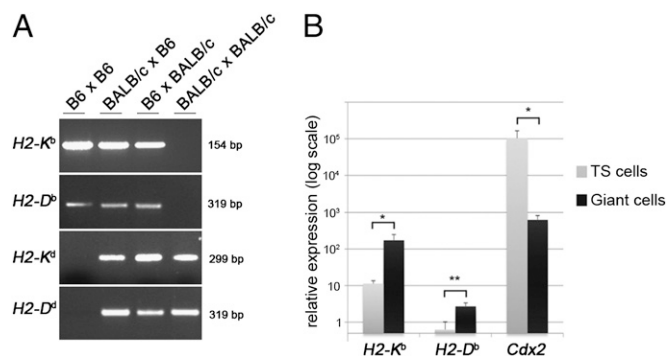 A
B6 x B6
BALB/c x B6
B6 x BALB/c
BALB/c x BALB/c
H2-Kᵇ
154 bp
H2-Dᵇ
319 bp
H2-Kᵈ
299 bp
H2-Dᵈ
319 bp
B
relative expression (log scale)
10⁵
10⁴
10³
10²
10
1
*
**
*
H2-Kᵇ
H2-Dᵇ
Cdx2
TS cells
Giant cells